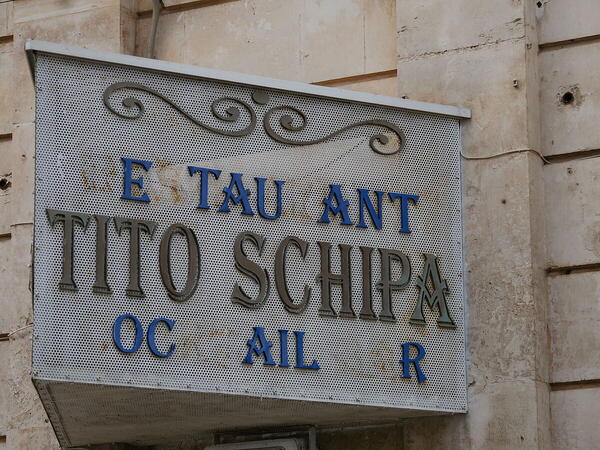 E TAU ANT
TITO SCHIPA
OC AIL R